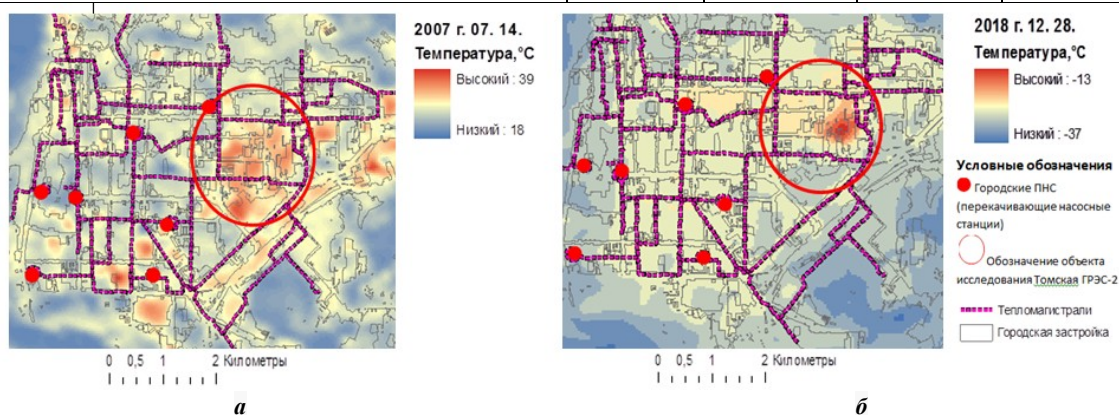 2007 г. 07. 14.
Температура,°C
Высокий : 39
Низкий : 18
0 0,5 1 2 Километры
а
2018 г. 12. 28.
Температура,°C
Высокий : -13
Низкий : -37
Условные обозначения
Городские ПНС
(перекачивающие насосные
станции)
Обозначение объекта
исследования Томская ГРЭС-2
Тепломагистрали
Городская застройка
0 0,5 1 2 Километры
б